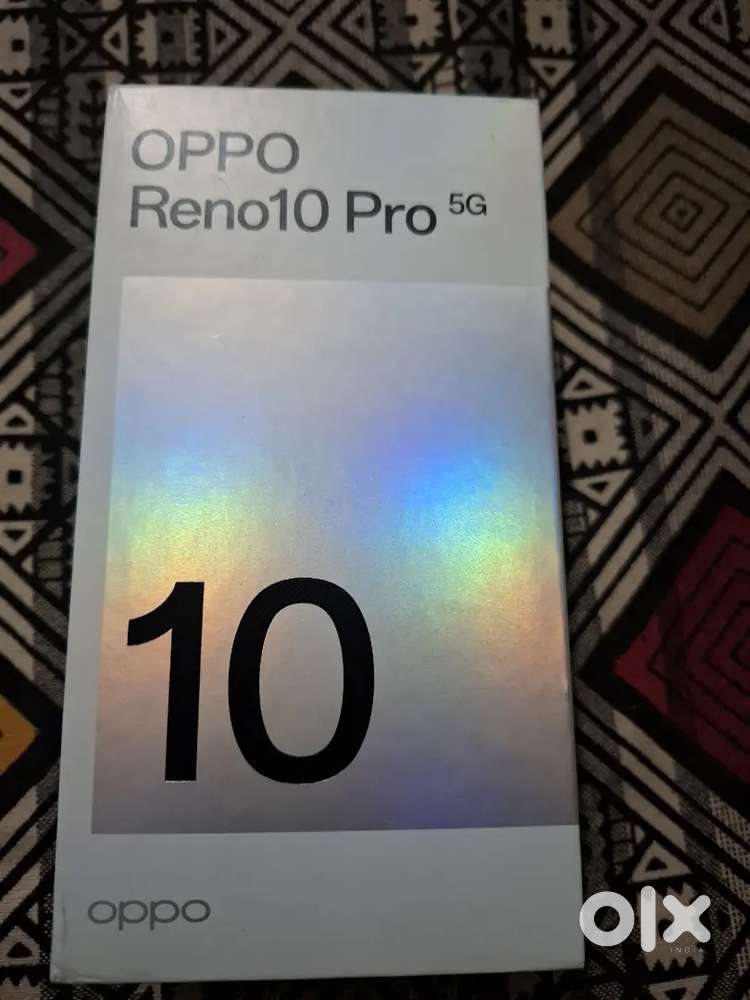 OPPO
Reno10 Pro 5G
10
oppo
olx
INDIA